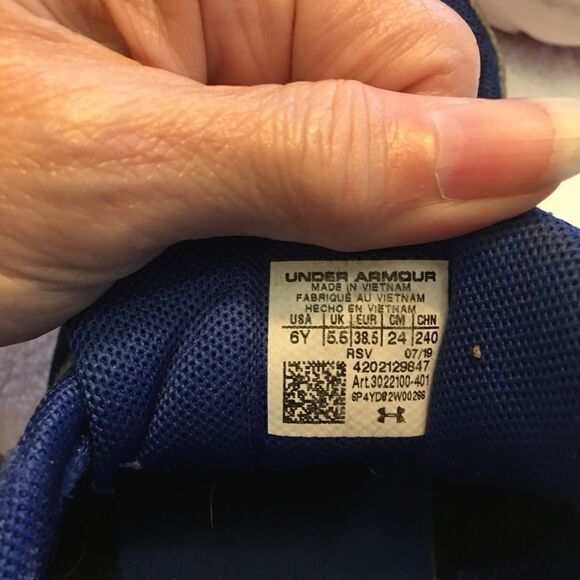 UNDER ARMOUR
MADE IN VIETNAM
FABRIQUÉ AU VIETNAM
HECHO EN VIETNAM
USA UK EUR CM CHN
6Y 5.5 38.5 24 240
RSV 07/19
4202129847
Art.3022100-401
6P4YD82W00266